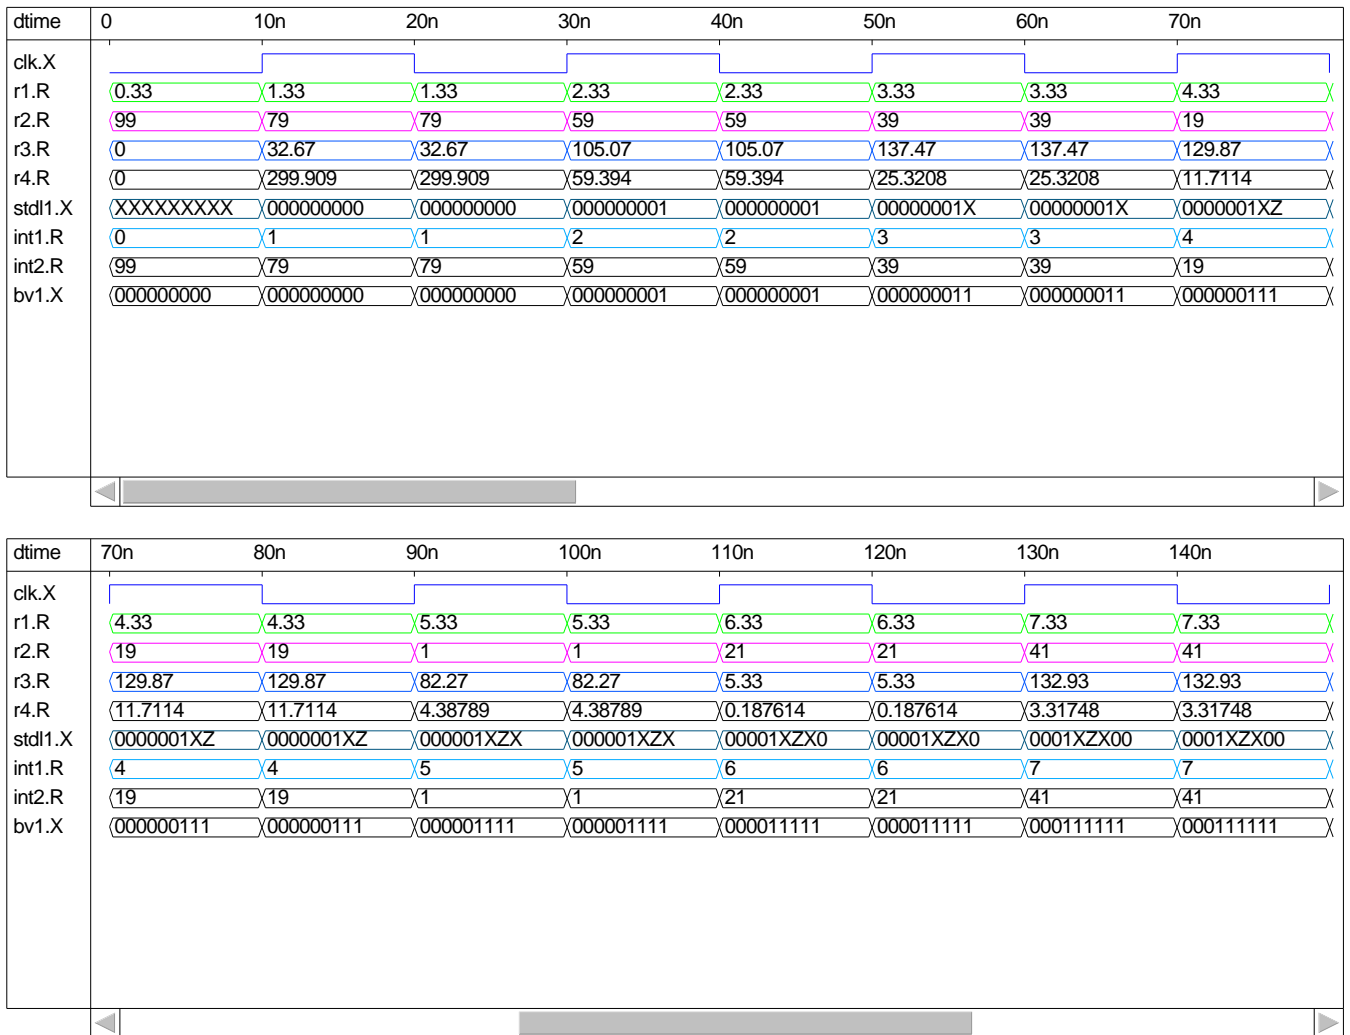 dtime 0 10n 20n 30n 40n 50n 60n 70n
clk.X
r1.R 0.33 1.33 1.33 2.33 2.33 3.33 3.33 4.33
r2.R 99 79 79 59 59 39 39 19
r3.R 0 32.67 32.67 105.07 105.07 137.47 137.47 129.87
r4.R 0 299.909 299.909 59.394 59.394 25.3208 25.3208 11.7114
stdl1.X XXXXXXXXX 000000000 000000000 000000001 000000001 00000001X 00000001X 0000001XZ
int1.R 0 1 1 2 2 3 3 4
int2.R 99 79 79 59 59 39 39 19
bv1.X 000000000 000000000 000000000 000000001 000000001 000000011 000000011 000000111
dtime 70n 80n 90n 100n 110n 120n 130n 140n
clk.X
r1.R 4.33 4.33 5.33 5.33 6.33 6.33 7.33 7.33
r2.R 19 19 1 1 21 21 41 41
r3.R 129.87 129.87 82.27 82.27 5.33 5.33 132.93 132.93
r4.R 11.7114 11.7114 4.38789 4.38789 0.187614 0.187614 3.31748 3.31748
stdl1.X 0000001XZ 0000001XZ 000001XZX 000001XZX 00001XZX0 00001XZX0 0001XZX00 0001XZX00
int1.R 4 4 5 5 6 6 7 7
int2.R 19 19 1 1 21 21 41 41
bv1.X 000000111 000000111 000001111 000001111 000011111 000011111 000111111 000111111